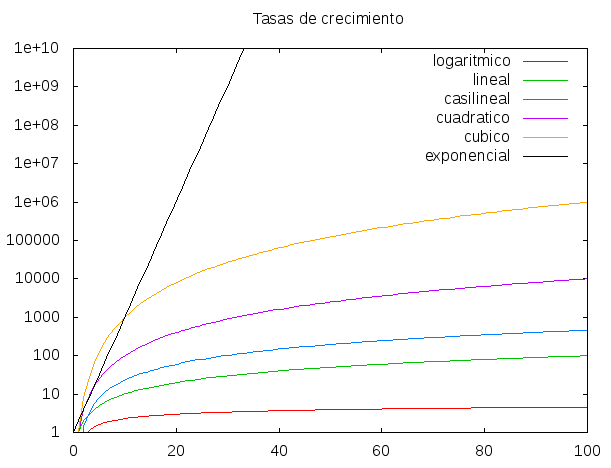 Tasas de crecimiento
1e+10
1e+09
1e+08
1e+07
1e+06
100000
10000
1000
100
10
1
logaritmico
lineal
casilineal
cuadratico
cubico
exponencial
0 20 40 60 80 100